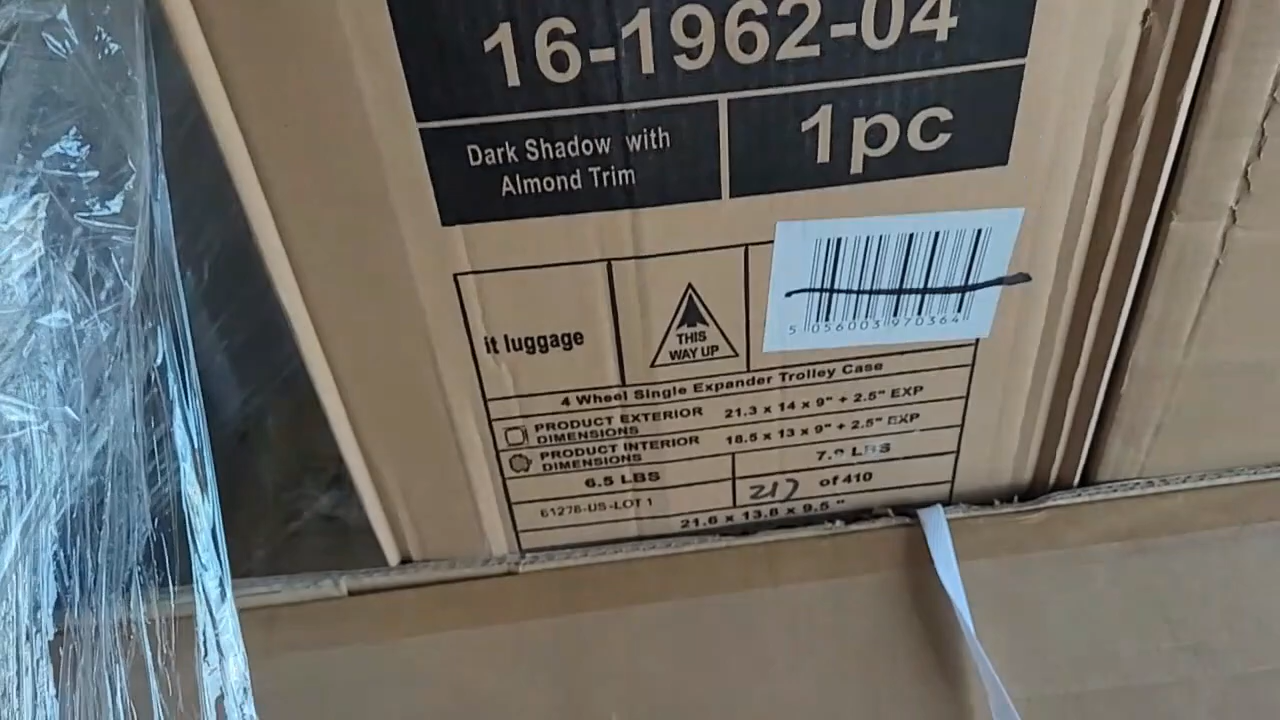 16-1962-04
Dark Shadow with
Almond Trim
1pc
5 056003 970364
it luggage
THIS
WAY UP
4 Wheel Single Expander Trolley Case
PRODUCT EXTERIOR
DIMENSIONS
21.3 x 14 x 9" + 2.5" EXP
PRODUCT INTERIOR
DIMENSIONS
18.5 x 13 x 9" + 2.5" EXP
6.5 LBS
7.9 LBS
61278-US-LOT 1
217 of 410
21.6 x 13.8 x 9.5 "